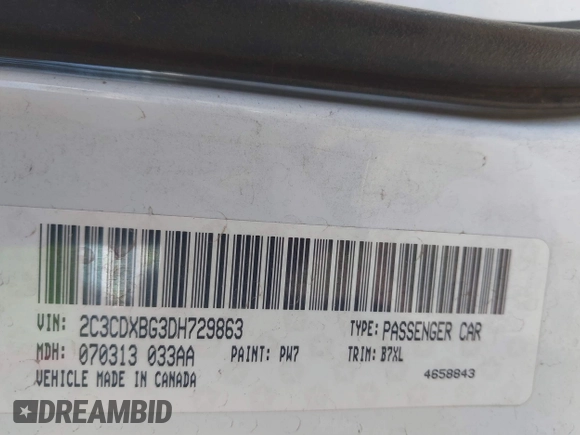 VIN: 2C3CDXBG3DH729863 TYPE: PASSENGER CAR
MDH: 070313 033AA PAINT: PW7 TRIM: B7XL
VEHICLE MADE IN CANADA 4658843
DREAMBID